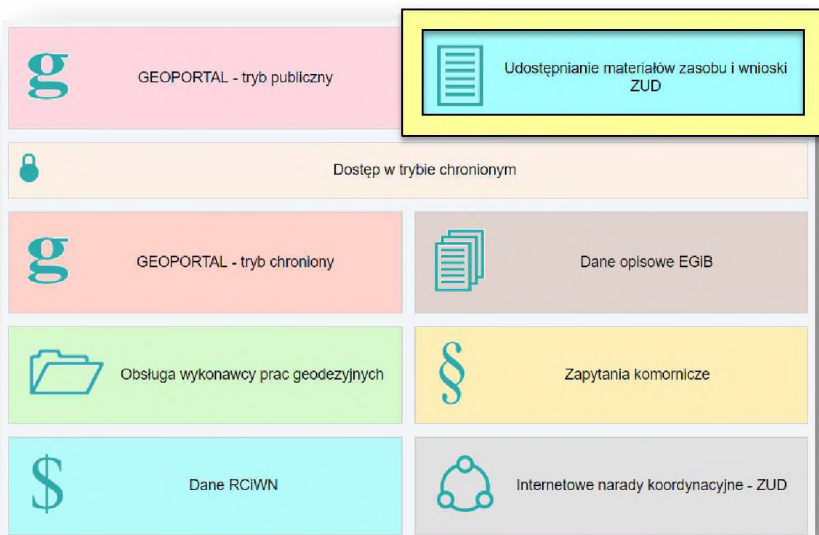 g
GEOPORTAL - tryb publiczny
Udostępnianie materiałów zasobu i wnioski
ZUD
Dostęp w trybie chronionym
g
GEOPORTAL - tryb chroniony
Dane opisowe EGiB
Obsługa wykonawcy prac geodezyjnych
§
Zapytania komornicze
$
Dane RCiWN
Internetowe narady koordynacyjne - ZUD